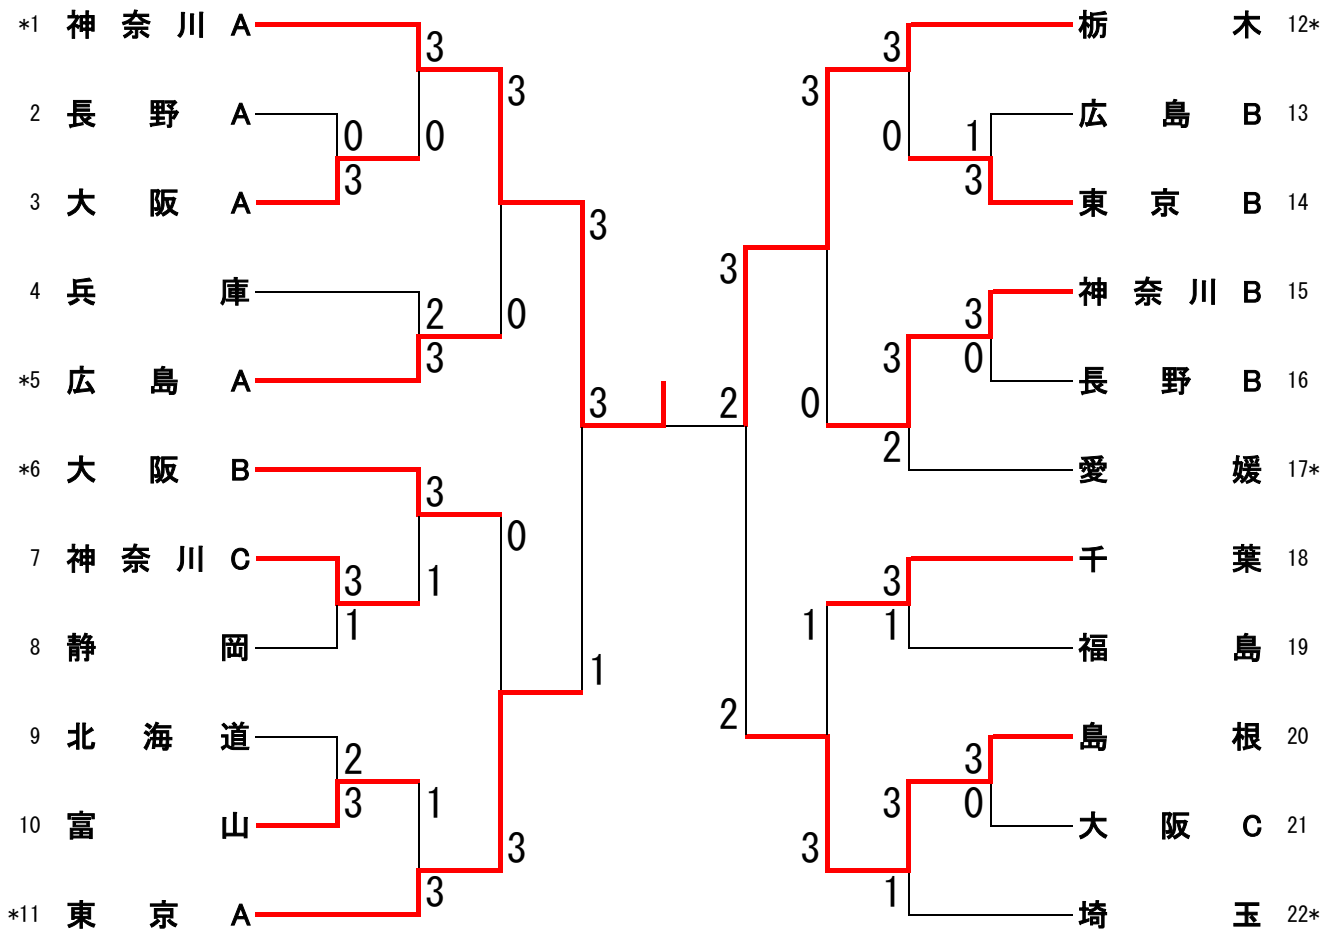 *1 神奈川A 3 3 栃木 12*
3 3
2 長野A 0 0 0 1 広島B 13
3 大阪A 3 3 東京B 14
3 3
4 兵庫 2 0 3 神奈川B 15
*5 広島A 3 3 0 長野B 16
3 2 0
*6 大阪B 3 2 愛媛 17*
0
7 神奈川C 3 1 3 千葉 18
8 静岡 1 1 1 福島 19
1 2
9 北海道 2 3 島根 20
10 富山 3 1 3 0 大阪C 21
3 3
*11 東京A 3 1 埼玉 22*